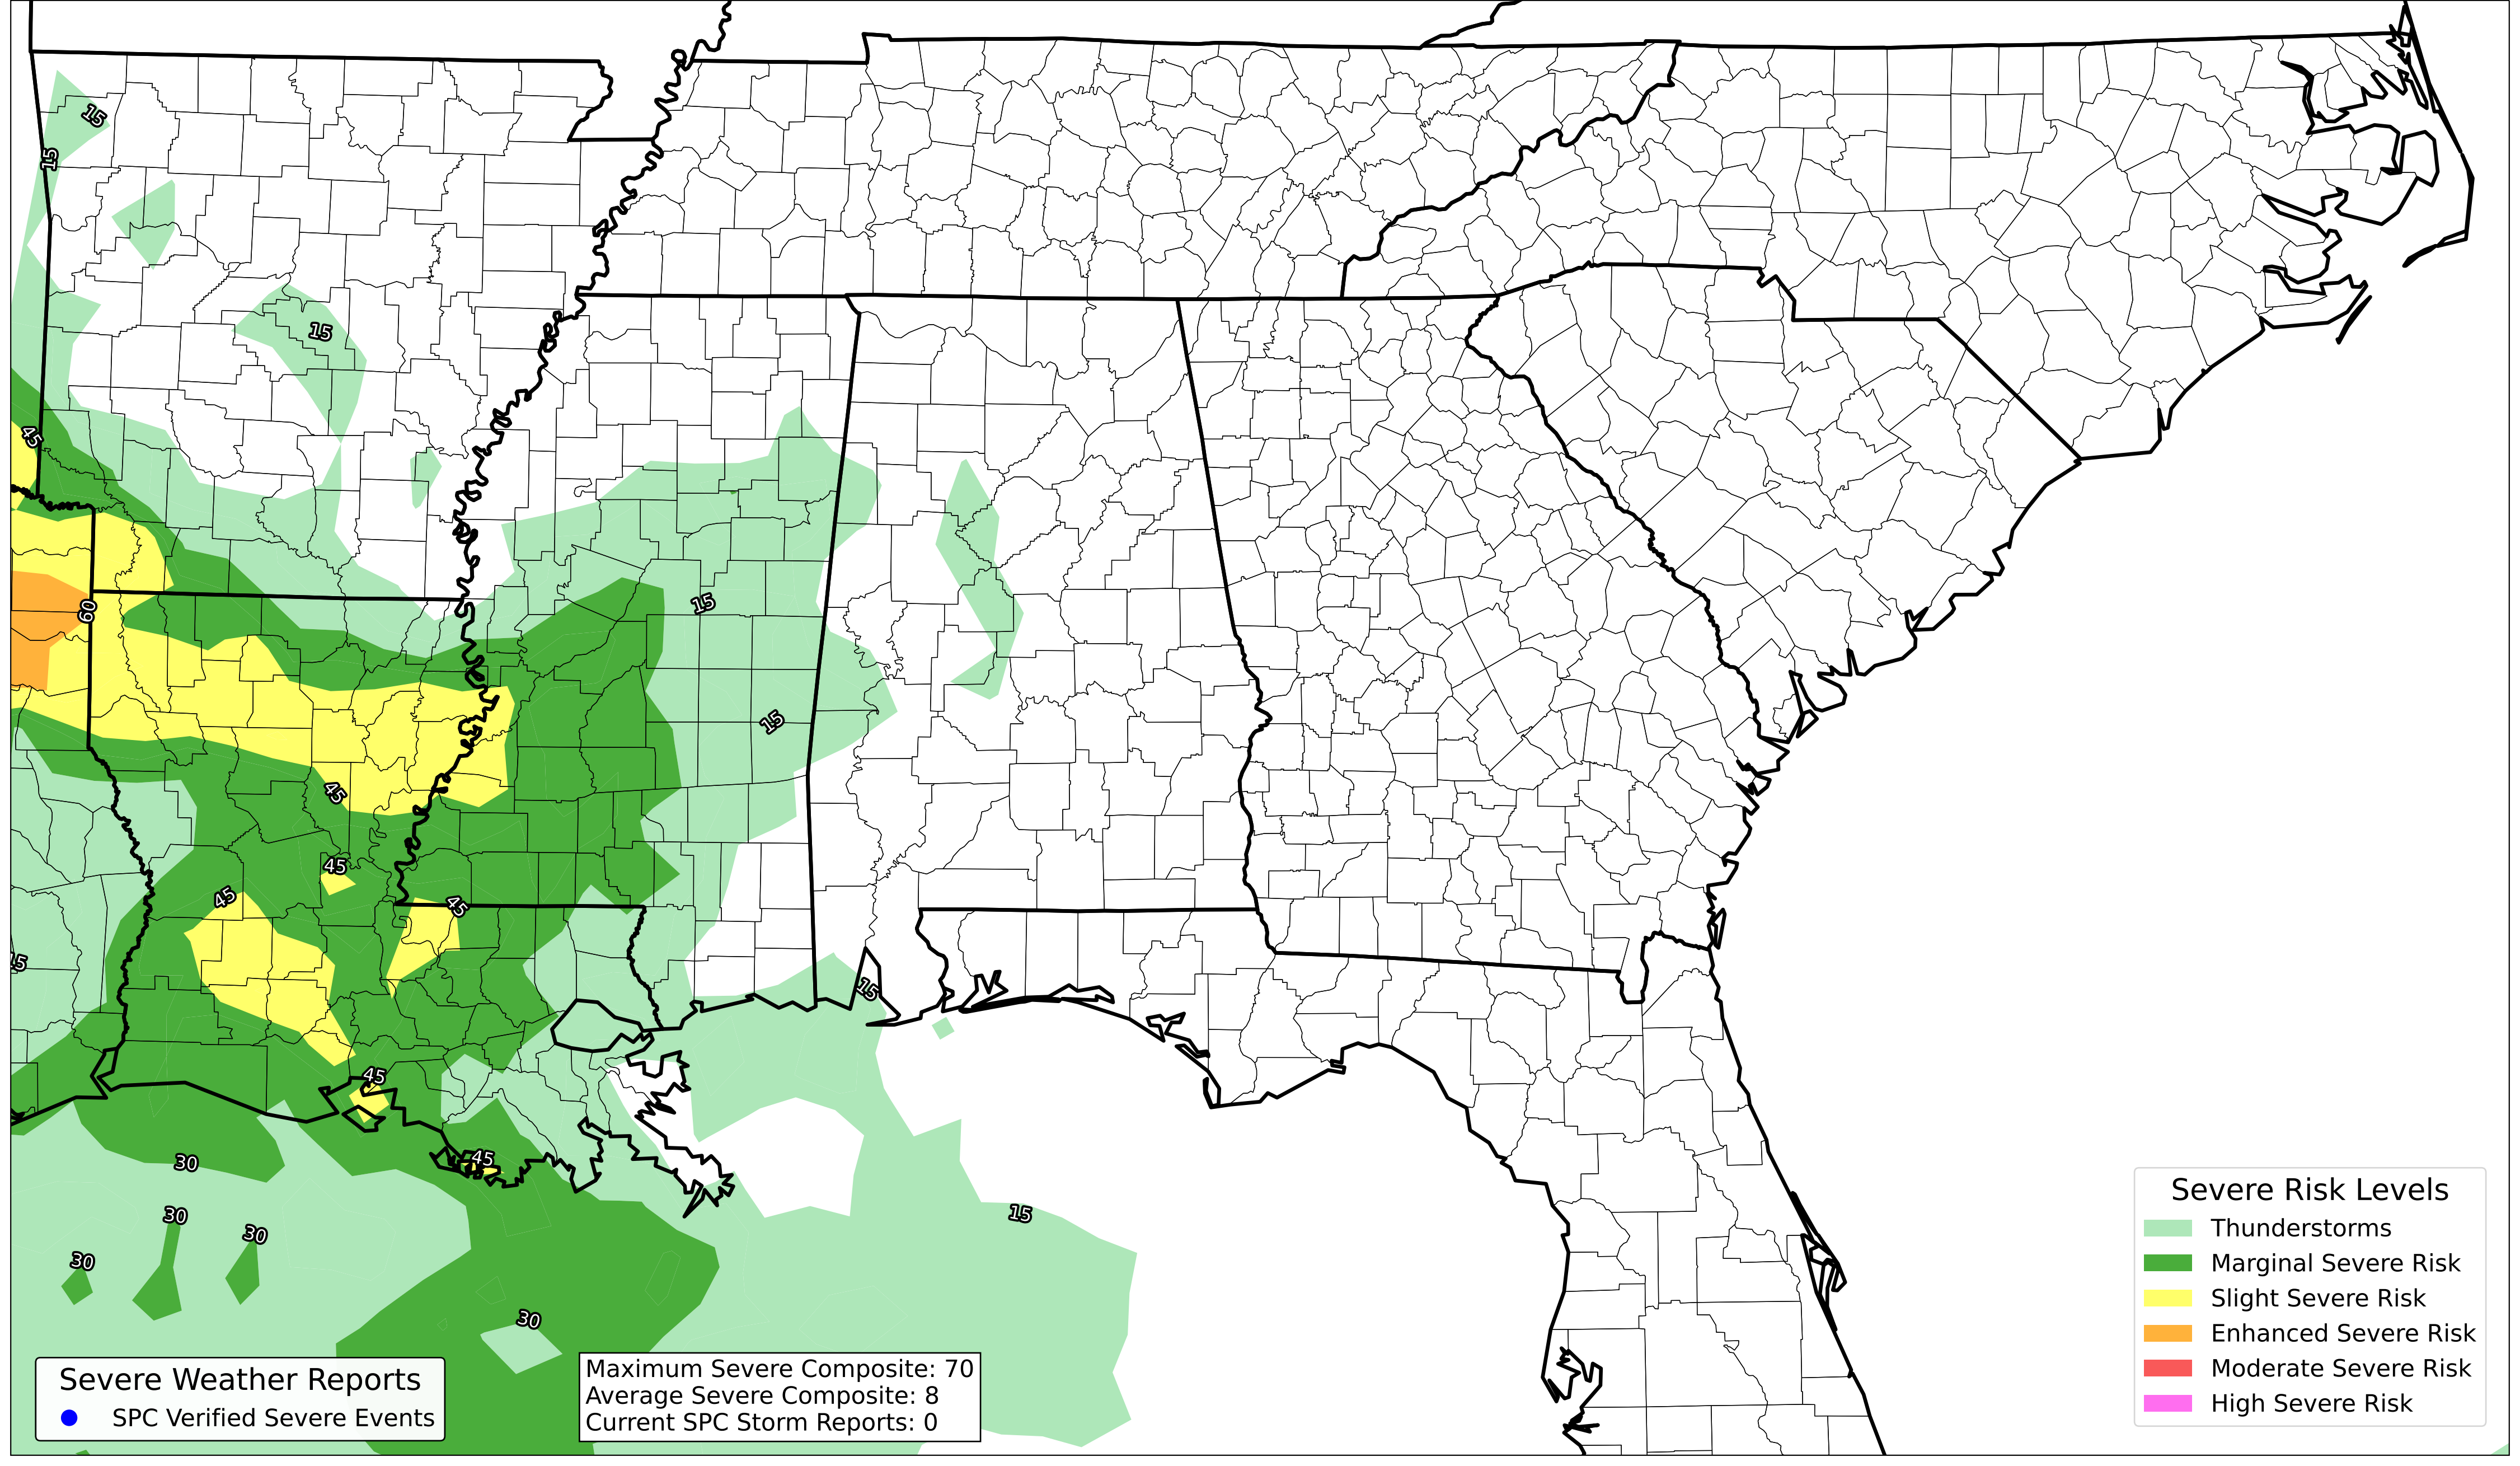 15
15
15
45
60
15
15
45
45
45
45
15
15
45
45
30
30
30
30
15
30
Severe Weather Reports
SPC Verified Severe Events
Maximum Severe Composite: 70
Average Severe Composite: 8
Current SPC Storm Reports: 0
Severe Risk Levels
Thunderstorms
Marginal Severe Risk
Slight Severe Risk
Enhanced Severe Risk
Moderate Severe Risk
High Severe Risk